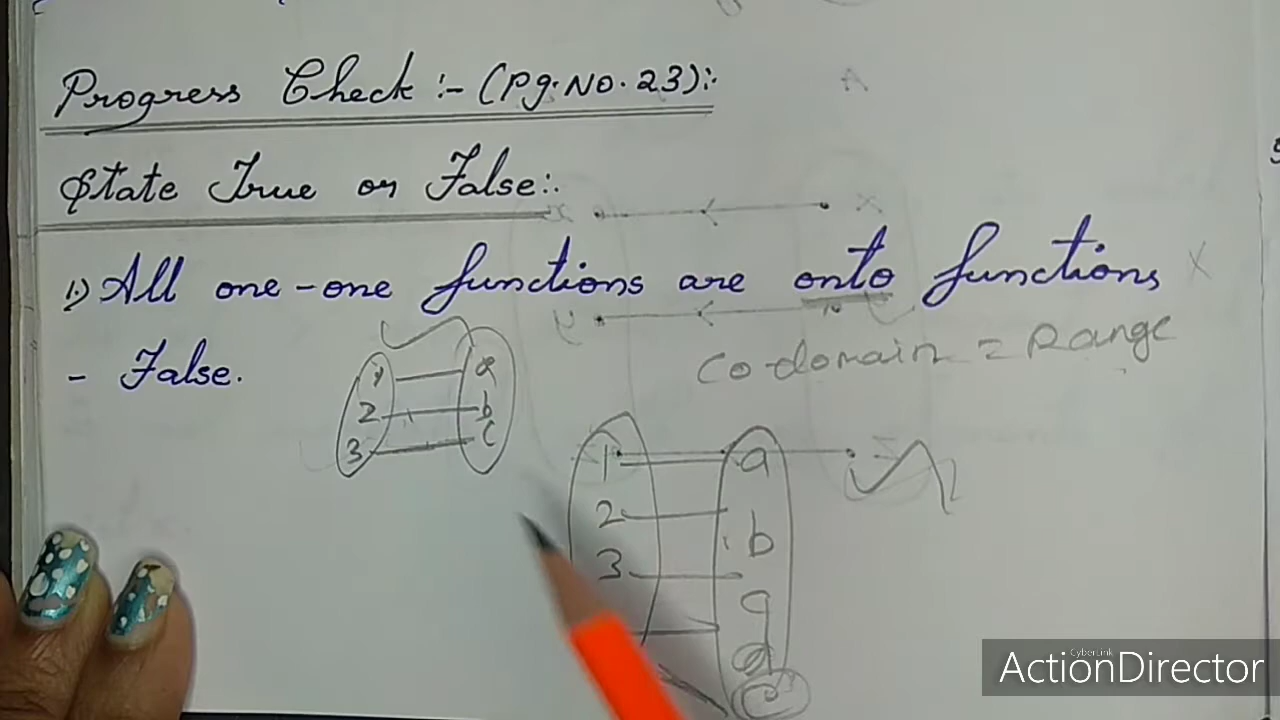 Progress Check :- (Pg.No.23):
A
State True or False:.
x x
1.) All one-one functions are onto functions X
y
- False.
Co-domain = Range
1 a
2 b
3 c
1 a
2 b
3 q
d
e
CyberLink
ActionDirector